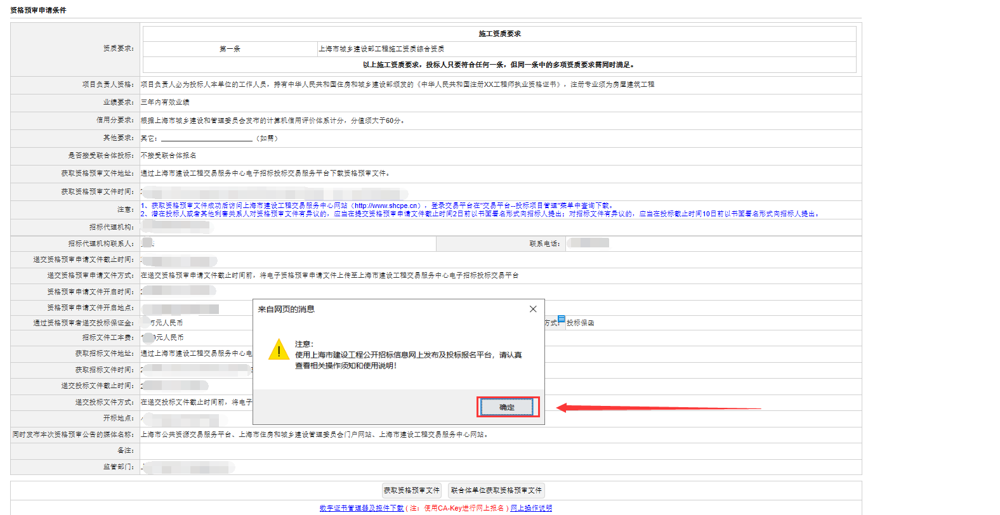 资格预审申请条件
资质要求：
施工资质要求
第一条
上海市城乡建设部工程施工资质综合资质
以上施工资质要求，投标人只要符合任何一条，但同一条中的多项资质要求需同时满足。
项目负责人资格： 项目负责人必为投标人本单位的工作人员，持有中华人民共和国住房和城乡建设部颁发的《中华人民共和国注册XX工程师执业资格证书》，注册专业须为房屋建筑工程
业绩要求： 三年内有效业绩
信用分要求： 根据上海市城乡建设和管理委员会发布的计算机信用评价体系计分，分值须大于60分。
其他要求： 其它：（如需）
是否接受联合体投标： 不接受联合体报名
获取资格预审文件地址： 通过上海市建设工程交易服务中心电子招标投标交易服务平台下载资格预审文件。
获取资格预审文件时间：
注意：
1、获取资格预审文件成功后访问上海市建设工程交易服务中心网站（http://www.shcpe.cn），登录交易平台在"交易平台--投标项目管理"菜单中查询下载。
2、潜在投标人或者其他利害关系人对资格预审文件有异议的，应当在提交资格预审申请文件截止时间2日前以书面署名形式向招标人提出；对招标文件有异议的，应当在投标截止时间10日前以书面署名形式向招标人提出。
招标代理机构：
招标代理机构联系人： 联系电话：
递交资格预审申请文件截止时间：
递交资格预审申请文件方式： 在递交资格预审申请文件截止时间前，将电子资格预审申请文件上传至上海市建设工程交易服务中心电子招标投标交易平台
资格预审申请文件开启时间：
资格预审申请文件开启地点：
通过资格预审者递交投标保证金： 万元人民币 方式： 投标保函
招标文件工本费： 0元人民币
获取招标文件地址： 通过上海市建设工程交易服务中心电
获取招标文件时间：
递交投标文件截止时间：
递交投标文件方式： 在递交投标文件截止时间前，将电子
开标地点：
同时发布本次资格预审公告的媒体名称： 上海市公共资源交易服务平台、上海市住房和城乡建设管理委员会门户网站、上海市建设工程交易服务中心网站。
备注：
监管部门：
来自网页的消息
注意：
使用上海市建设工程公开招标信息网上发布及投标报名平台，请认真
查看相关操作须知和使用说明！
确定
获取资格预审文件 联合体单位获取资格预审文件
数字证书管理器及控件下载 ( 注：使用CA-Key进行网上报名 ) 网上操作说明